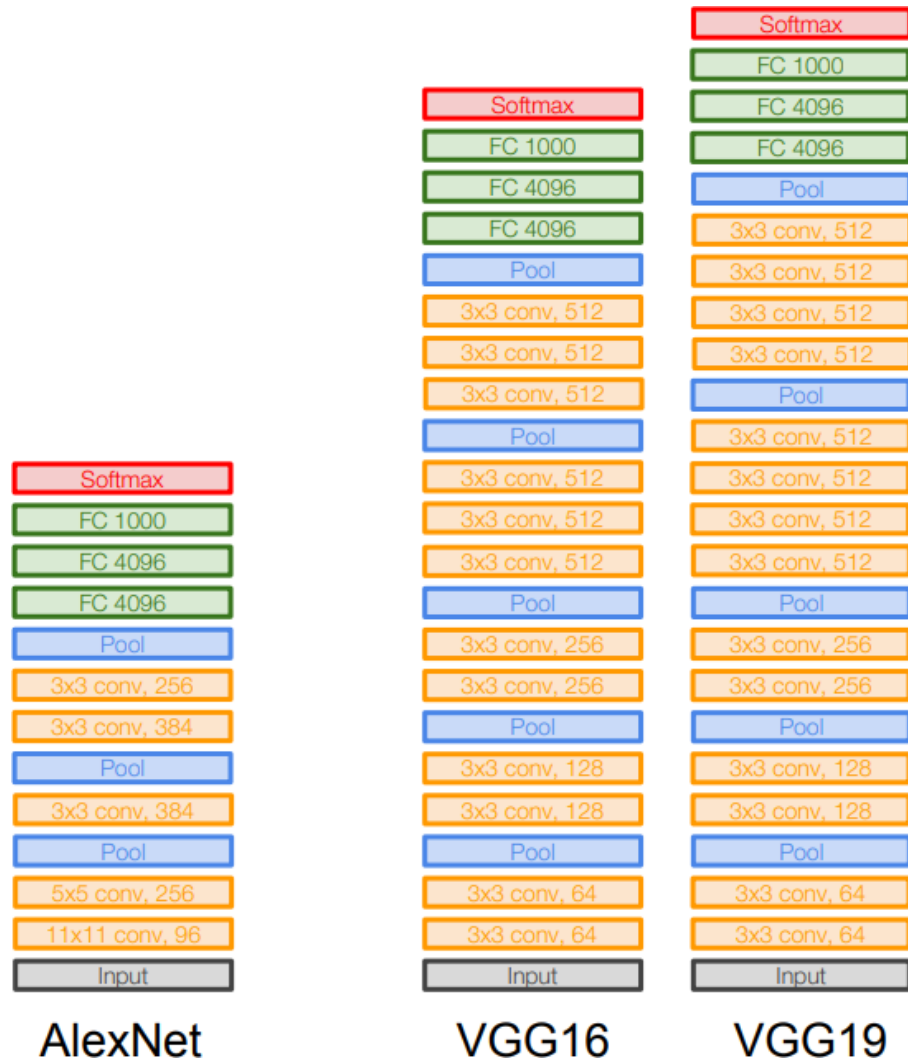 Softmax
FC 1000
FC 4096
FC 4096
Pool
3x3 conv, 256
3x3 conv, 384
Pool
3x3 conv, 384
Pool
5x5 conv, 256
11x11 conv, 96
Input
AlexNet
Softmax
FC 1000
FC 4096
FC 4096
Pool
3x3 conv, 512
3x3 conv, 512
3x3 conv, 512
Pool
3x3 conv, 512
3x3 conv, 512
3x3 conv, 512
Pool
3x3 conv, 256
3x3 conv, 256
Pool
3x3 conv, 128
3x3 conv, 128
Pool
3x3 conv, 64
3x3 conv, 64
Input
VGG16
Softmax
FC 1000
FC 4096
FC 4096
Pool
3x3 conv, 512
3x3 conv, 512
3x3 conv, 512
3x3 conv, 512
Pool
3x3 conv, 512
3x3 conv, 512
3x3 conv, 512
3x3 conv, 512
Pool
3x3 conv, 256
3x3 conv, 256
Pool
3x3 conv, 128
3x3 conv, 128
Pool
3x3 conv, 64
3x3 conv, 64
Input
VGG19